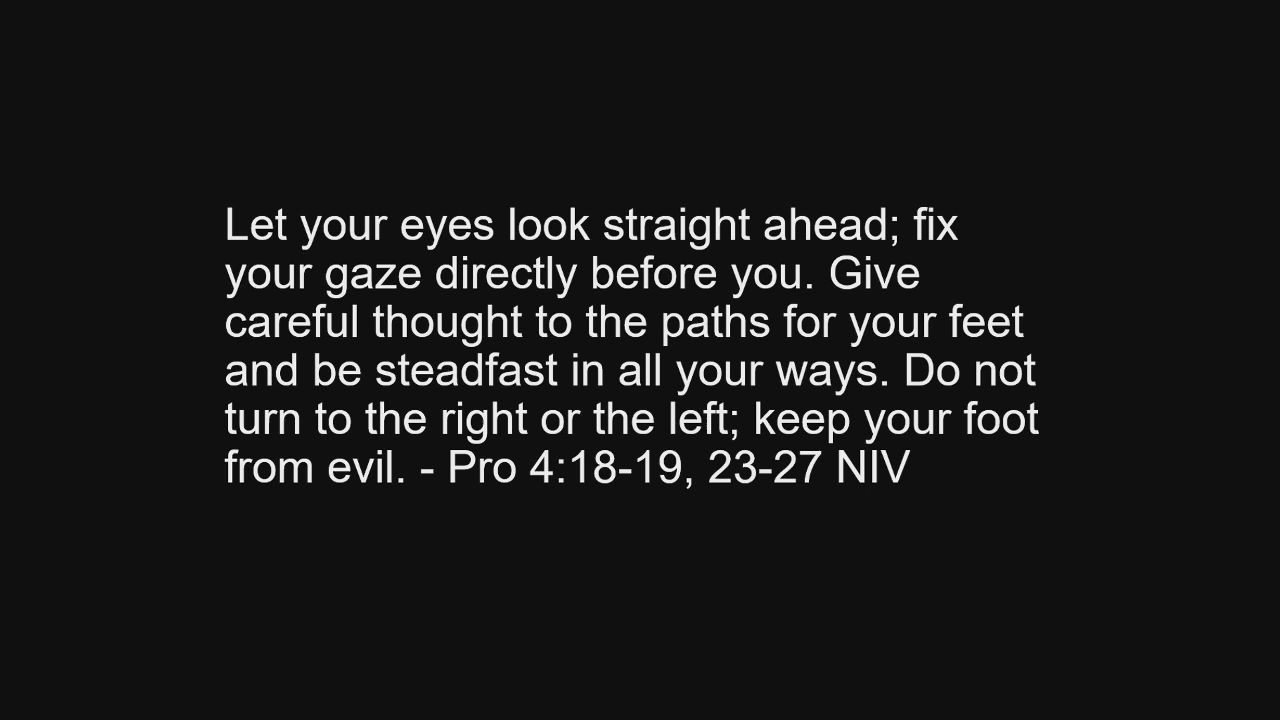 Let your eyes look straight ahead; fix
your gaze directly before you. Give
careful thought to the paths for your feet
and be steadfast in all your ways. Do not
turn to the right or the left; keep your foot
from evil. - Pro 4:18-19, 23-27 NIV